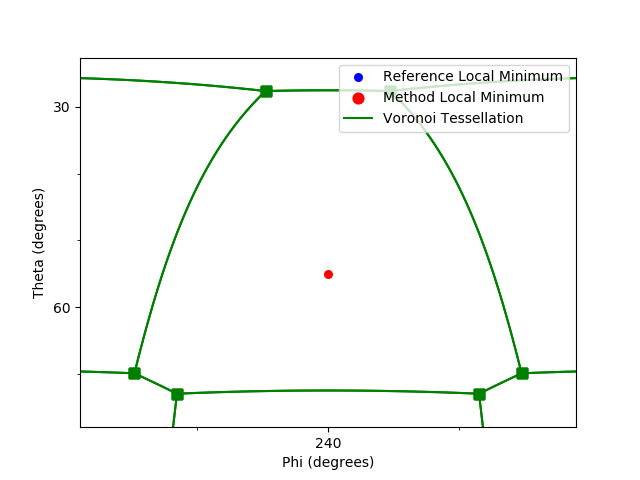 Reference Local Minimum
Method Local Minimum
Voronoi Tessellation
30
60
Theta (degrees)
240
Phi (degrees)